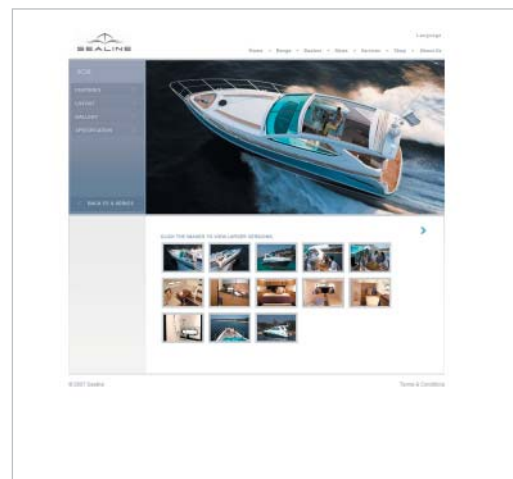 Language
SEALINE
Home Range Dealers News Services Shop About Us
FEATURES
LAYOUT
GALLERY
SPECIFICATION
BACK TO S SERIES
CLICK THE IMAGES TO VIEW LARGER VERSIONS
© 2007 Sealine
Terms & Conditions